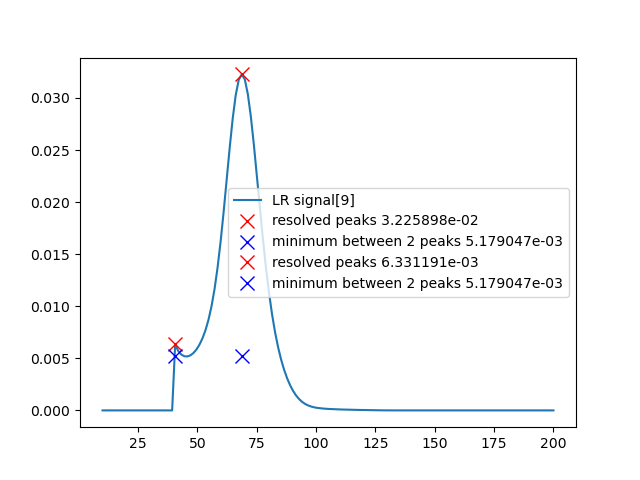 0.030
0.025
0.020
0.015
0.010
0.005
0.000
LR signal[9]
resolved peaks 3.225898e-02
minimum between 2 peaks 5.179047e-03
resolved peaks 6.331191e-03
minimum between 2 peaks 5.179047e-03
25 50 75 100 125 150 175 200